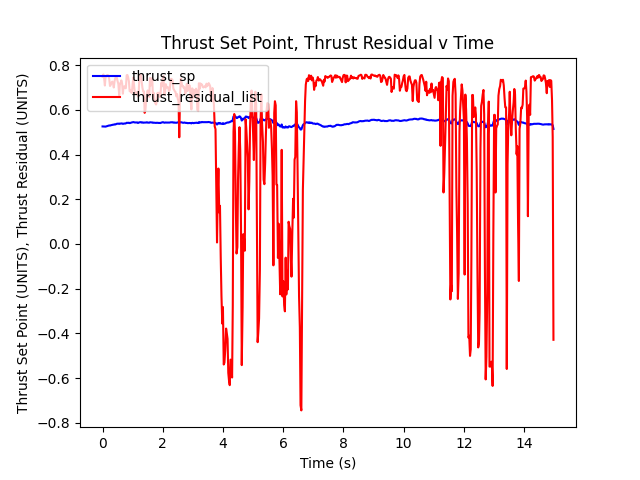 Thrust Set Point, Thrust Residual v Time
thrust_sp
thrust_residual_list
Thrust Set Point (UNITS), Thrust Residual (UNITS)
0.8
0.6
0.4
0.2
0.0
−0.2
−0.4
−0.6
−0.8
0 2 4 6 8 10 12 14
Time (s)